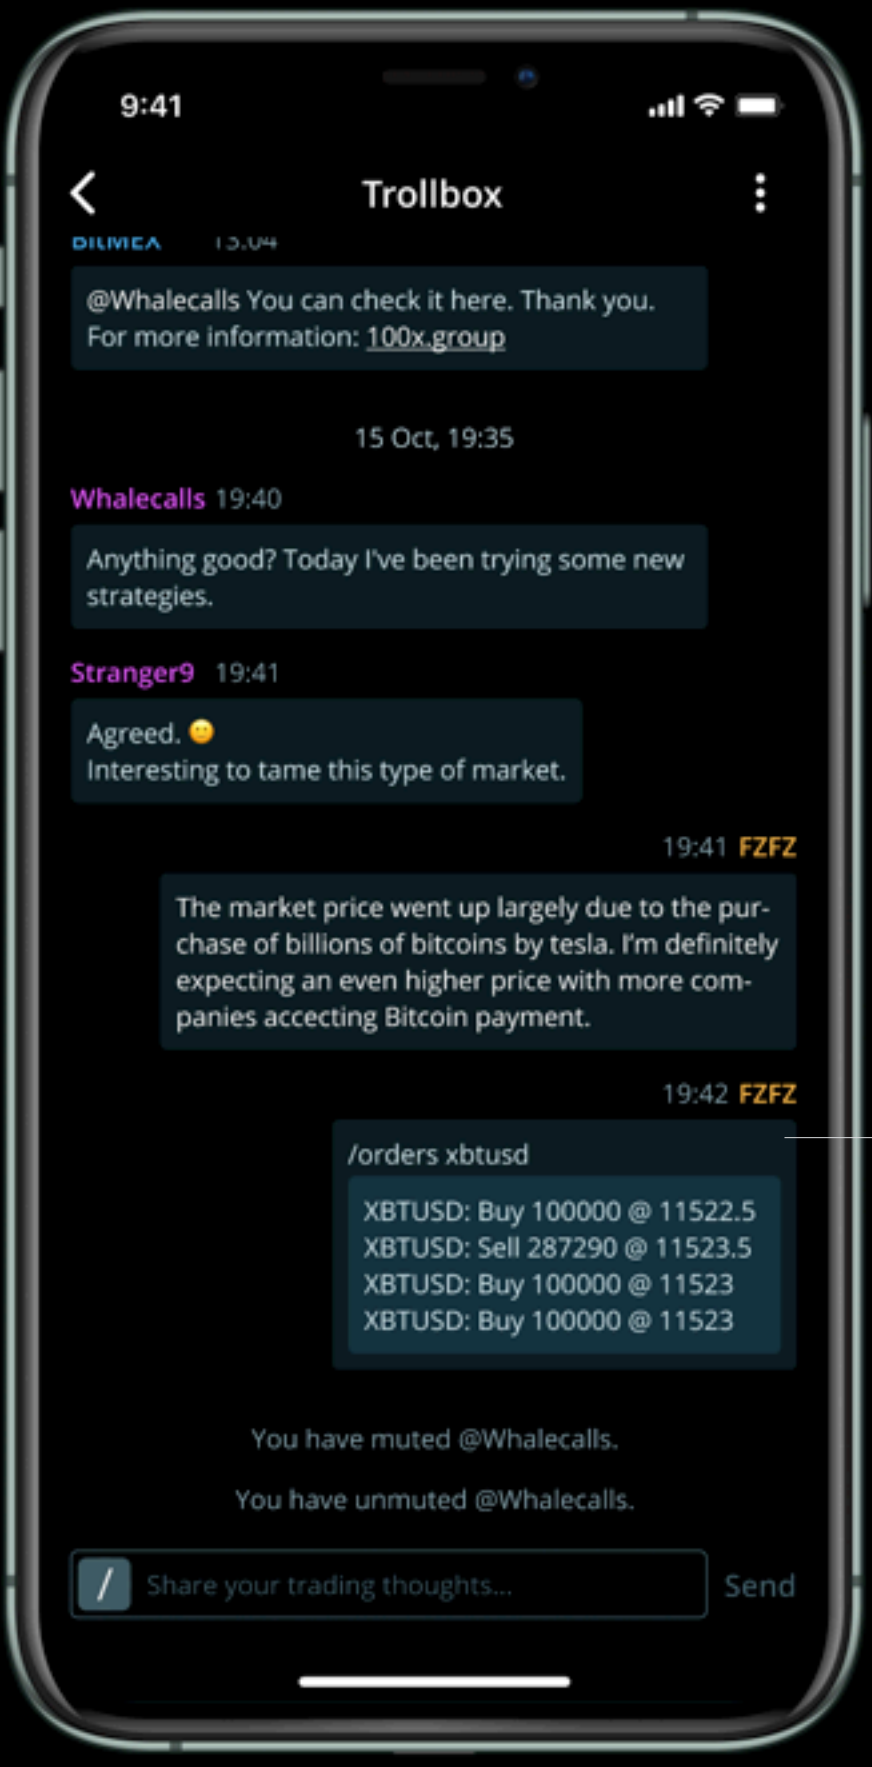 9:41
Trollbox
BitMEX 13:04
@Whalecalls You can check it here. Thank you.
For more information: 100x.group
15 Oct, 19:35
Whalecalls 19:40
Anything good? Today I've been trying some new
strategies.
Stranger9 19:41
Agreed. 🙂
Interesting to tame this type of market.
19:41 FZFZ
The market price went up largely due to the pur-
chase of billions of bitcoins by tesla. I'm definitely
expecting an even higher price with more com-
panies accecting Bitcoin payment.
19:42 FZFZ
/orders xbtusd
XBTUSD: Buy 100000 @ 11522.5
XBTUSD: Sell 287290 @ 11523.5
XBTUSD: Buy 100000 @ 11523
XBTUSD: Buy 100000 @ 11523
You have muted @Whalecalls.
You have unmuted @Whalecalls.
/ Share your trading thoughts... Send